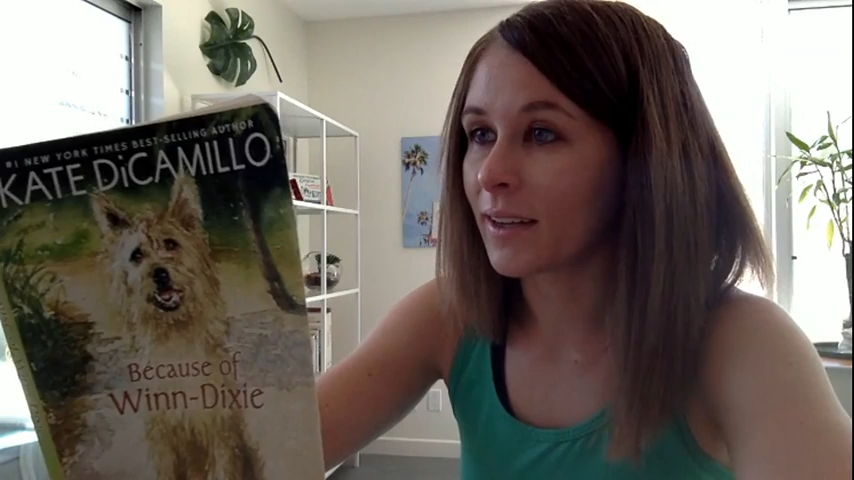 #1 NEW YORK TIMES BEST-SELLING AUTHOR
KATE DiCAMILLO
Because of
Winn-Dixie